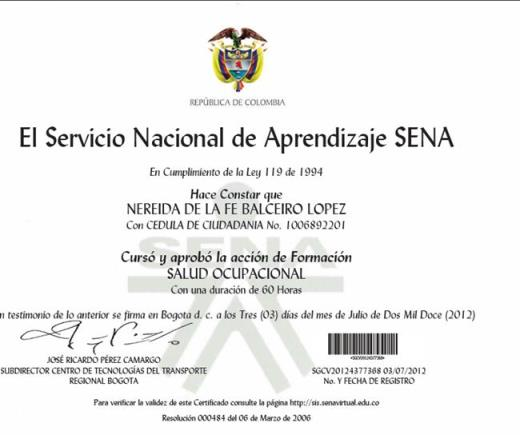 REPÚBLICA DE COLOMBIA
El Servicio Nacional de Aprendizaje SENA
En Cumplimiento de la Ley 119 de 1994
Hace Constar que
NEREIDA DE LA FE BALCEIRO LOPEZ
Con CEDULA DE CIUDADANIA No. 1006892201
SENA
Cursó y aprobó la acción de Formación
SALUD OCUPACIONAL
Con una duración de 60 Horas
n testimonio de lo anterior se firma en Bogota d. c. a los Tres (03) días del mes de Julio de Dos Mil Doce (2012)
JOSÉ RICARDO PÉREZ CAMARGO
SUBDIRECTOR CENTRO DE TECNOLOGÍAS DEL TRANSPORTE
REGIONAL BOGOTA
SGCV20124377368 03/07/2012
No. Y FECHA DE REGISTRO
Para verificar la validez de este Certificado consulte la página http://sis.senavirtual.edu.co
Resolución 000484 del 06 de Marzo de 2006